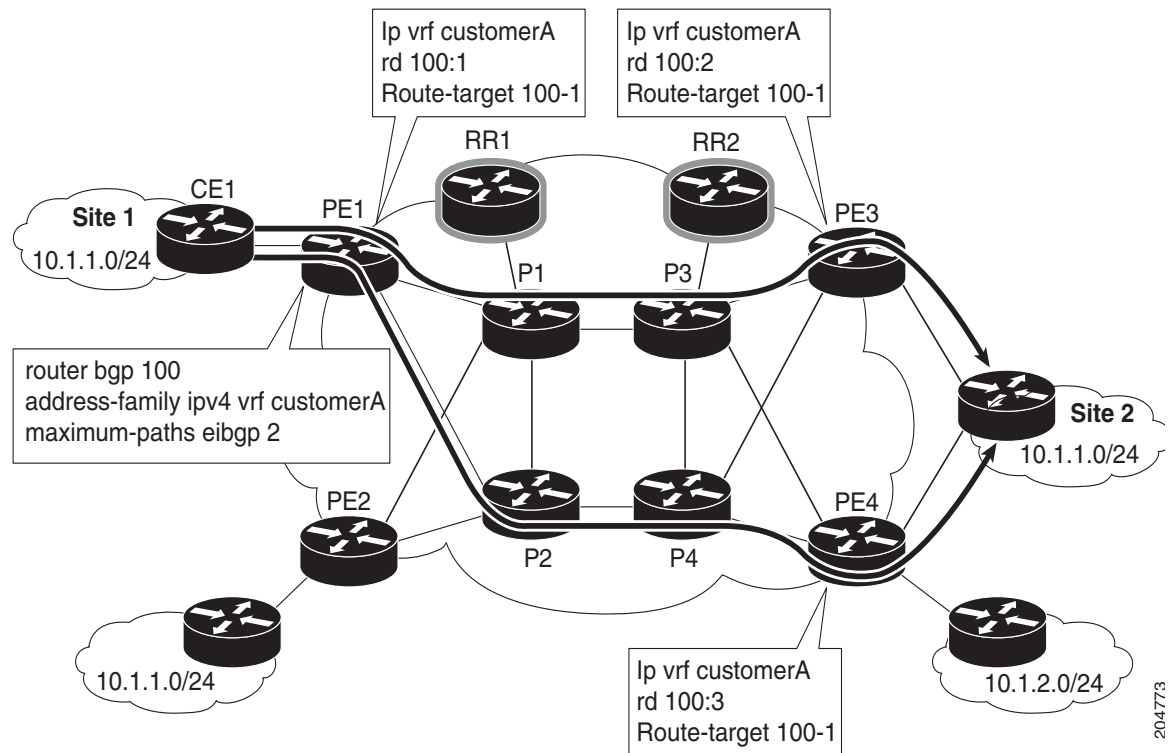 Ip vrf customerA
rd 100:1
Route-target 100-1
Ip vrf customerA
rd 100:2
Route-target 100-1
RR1
RR2
CE1
PE1
PE3
Site 1
10.1.1.0/24
P1
P3
router bgp 100
address-family ipv4 vrf customerA
maximum-paths eibgp 2
Site 2
10.1.1.0/24
PE2
PE4
P2
P4
10.1.1.0/24
Ip vrf customerA
rd 100:3
Route-target 100-1
10.1.2.0/24
204773